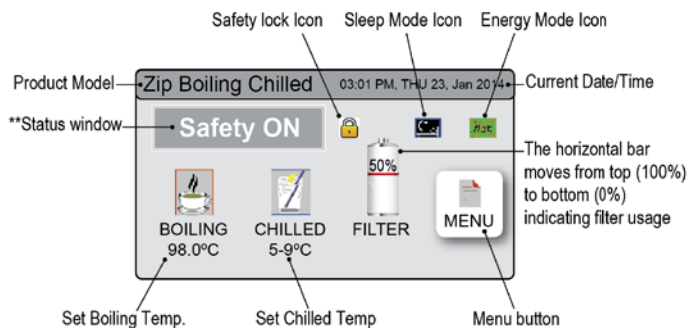 Safety lock Icon
Sleep Mode Icon
Energy Mode Icon
Product Model
Zip Boiling Chilled
03:01 PM, THU 23, Jan 2014
Current Date/Time
**Status window
Safety ON
Hot
50%
The horizontal bar
moves from top (100%)
to bottom (0%)
indicating filter usage
BOILING
98.0ºC
CHILLED
5-9ºC
FILTER
MENU
Set Boiling Temp.
Set Chilled Temp
Menu button